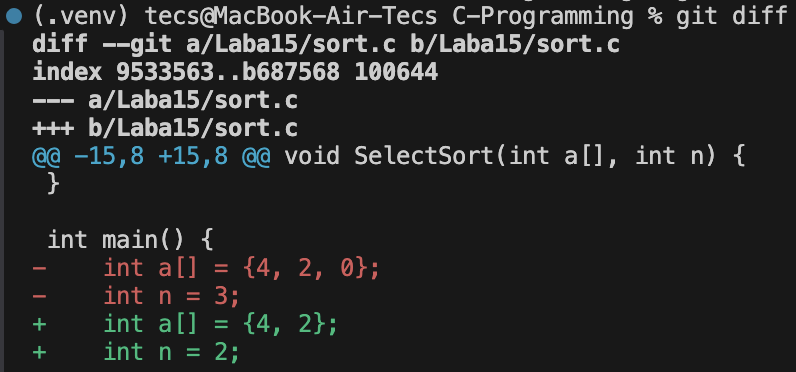 (.venv) tecs@MacBook-Air-Tecs C-Programming % git diff
diff --git a/Laba15/sort.c b/Laba15/sort.c
index 9533563..b687568 100644
--- a/Laba15/sort.c
+++ b/Laba15/sort.c
@@ -15,8 +15,8 @@ void SelectSort(int a[], int n) {
 }

 int main() {
-    int a[] = {4, 2, 0};
-    int n = 3;
+    int a[] = {4, 2};
+    int n = 2;